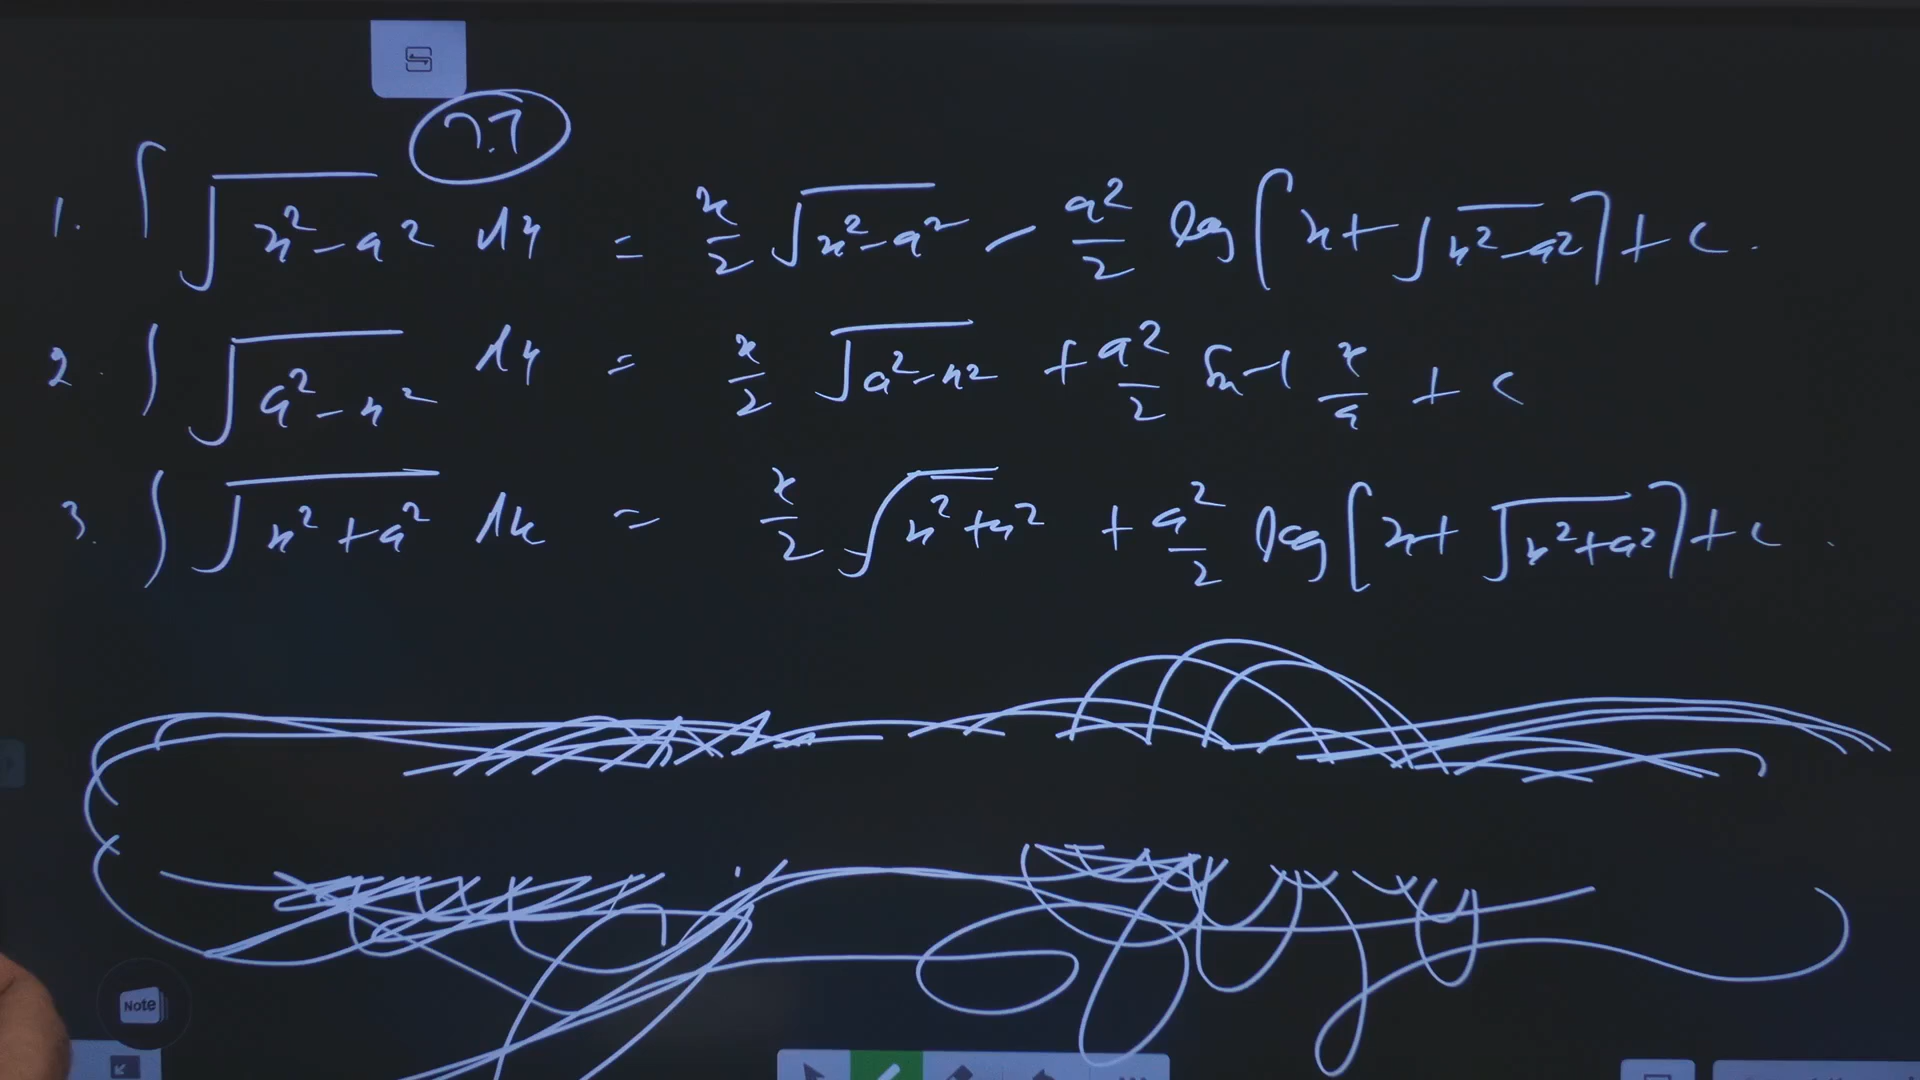 7.7
1. ∫ √(x² - a²) dx = x/2 √(x² - a²) - a²/2 log [x + √(x² - a²)] + c.
2. ∫ √(a² - x²) dx = x/2 √(a² - x²) + a²/2 sin-1 x/a + c
3. ∫ √(x² + a²) dx = x/2 √(x² + a²) + a²/2 log [x + √(x² + a²)] + c.
Note